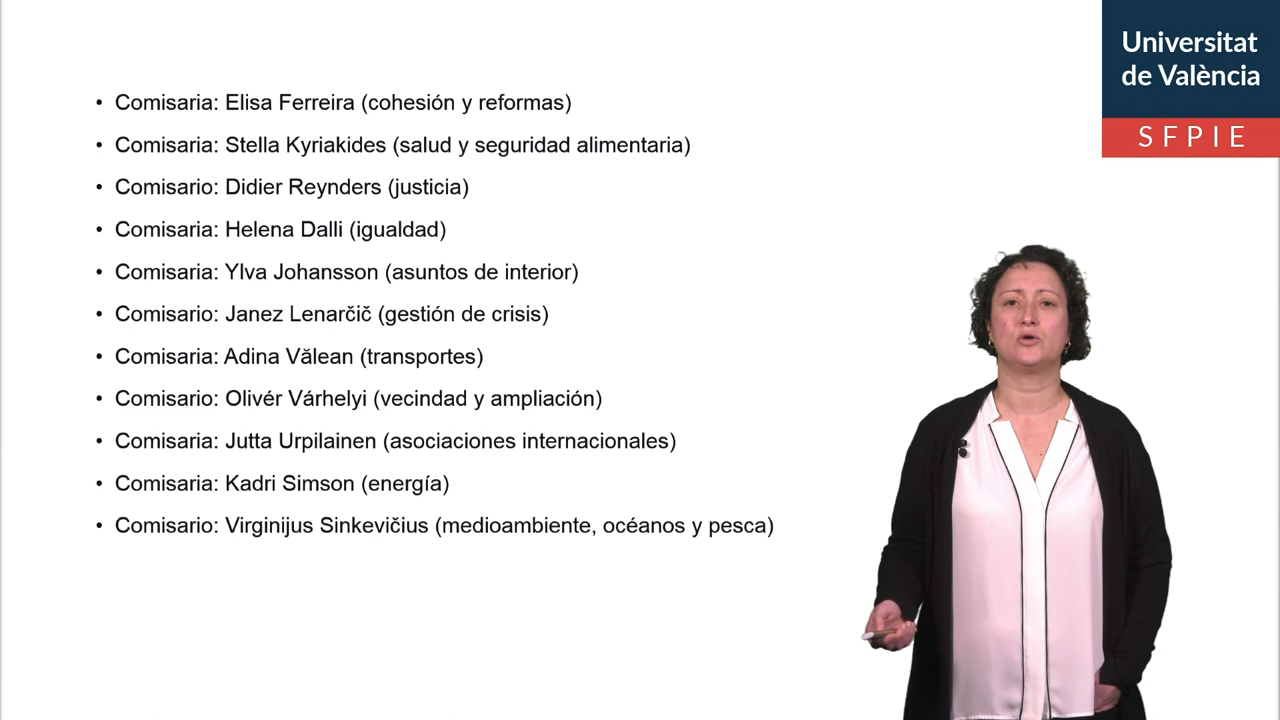 Universitat
de València
SFPIE
• Comisaria: Elisa Ferreira (cohesión y reformas)
• Comisaria: Stella Kyriakides (salud y seguridad alimentaria)
• Comisario: Didier Reynders (justicia)
• Comisaria: Helena Dalli (igualdad)
• Comisaria: Ylva Johansson (asuntos de interior)
• Comisario: Janez Lenarčič (gestión de crisis)
• Comisaria: Adina Vălean (transportes)
• Comisario: Olivér Várhelyi (vecindad y ampliación)
• Comisaria: Jutta Urpilainen (asociaciones internacionales)
• Comisaria: Kadri Simson (energía)
• Comisario: Virginijus Sinkevičius (medioambiente, océanos y pesca)